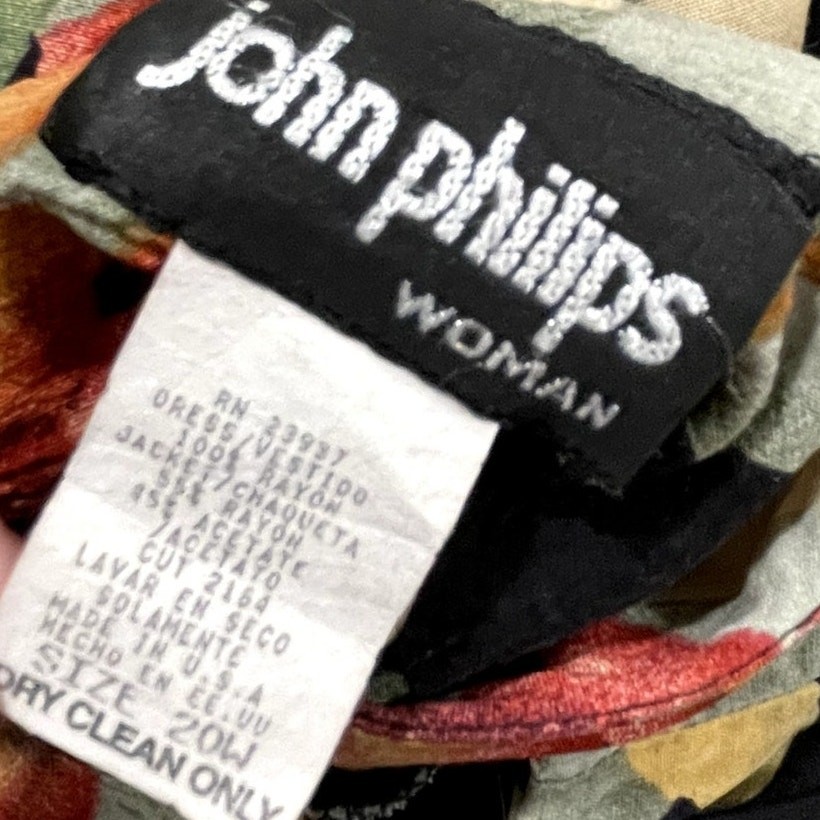 john philips
WOMAN
RN 23937
DRESS/VESTIDO
100% RAYON
JACKET/CHAQUETA
55% RAYON
45% ACETATE
/ACETATO
CUT 2164
LAVAR EN SECO
SOLAMENTE
MADE IN U.S.A
HECHO EN EE.UU
SIZE 20W
DRY CLEAN ONLY